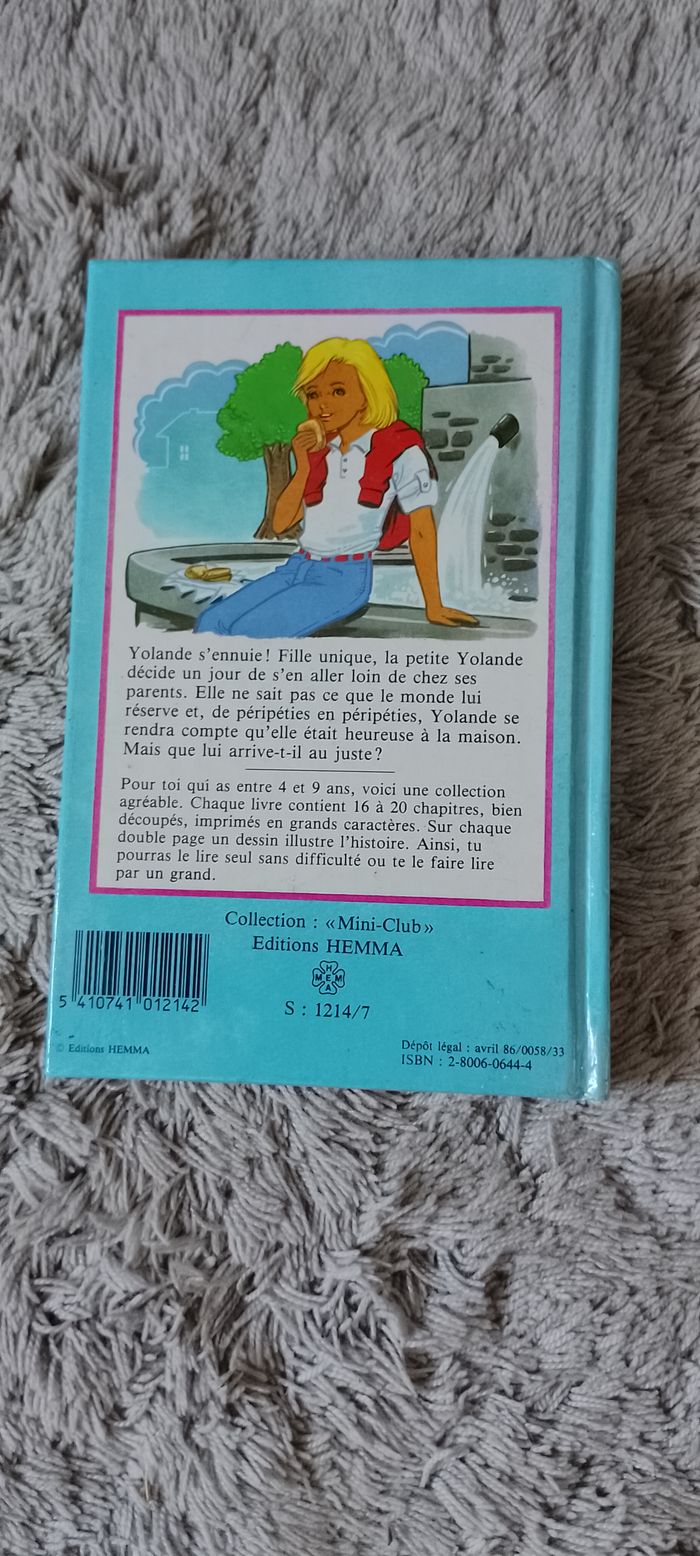 Yolande s'ennuie! Fille unique, la petite Yolande
décide un jour de s'en aller loin de chez ses
parents. Elle ne sait pas ce que le monde lui
réserve et, de péripéties en péripéties, Yolande se
rendra compte qu'elle était heureuse à la maison.
Mais que lui arrive-t-il au juste?
Pour toi qui as entre 4 et 9 ans, voici une collection
agréable. Chaque livre contient 16 à 20 chapitres, bien
découpés, imprimés en grands caractères. Sur chaque
double page un dessin illustre l'histoire. Ainsi, tu
pourras le lire seul sans difficulté ou te le faire lire
par un grand.
Collection : «Mini-Club»
Editions HEMMA
HEMMA
S : 1214/7
5 410741 012142
© Editions HEMMA
Dépôt légal : avril 86/0058/33
ISBN : 2-8006-0644-4